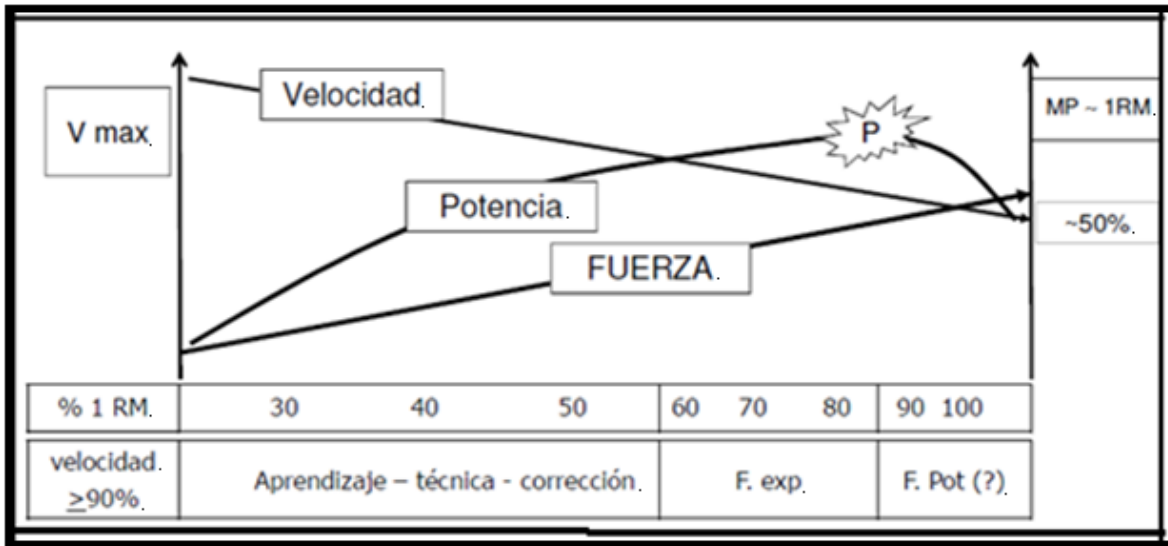 Velocidad.
V max.
MP ~ 1RM.
P
Potencia.
~50%.
FUERZA.
% 1 RM. 30 40 50 60 70 80 90 100
velocidad.
≥90%.
Aprendizaje – técnica - corrección. F. exp. F. Pot (?).